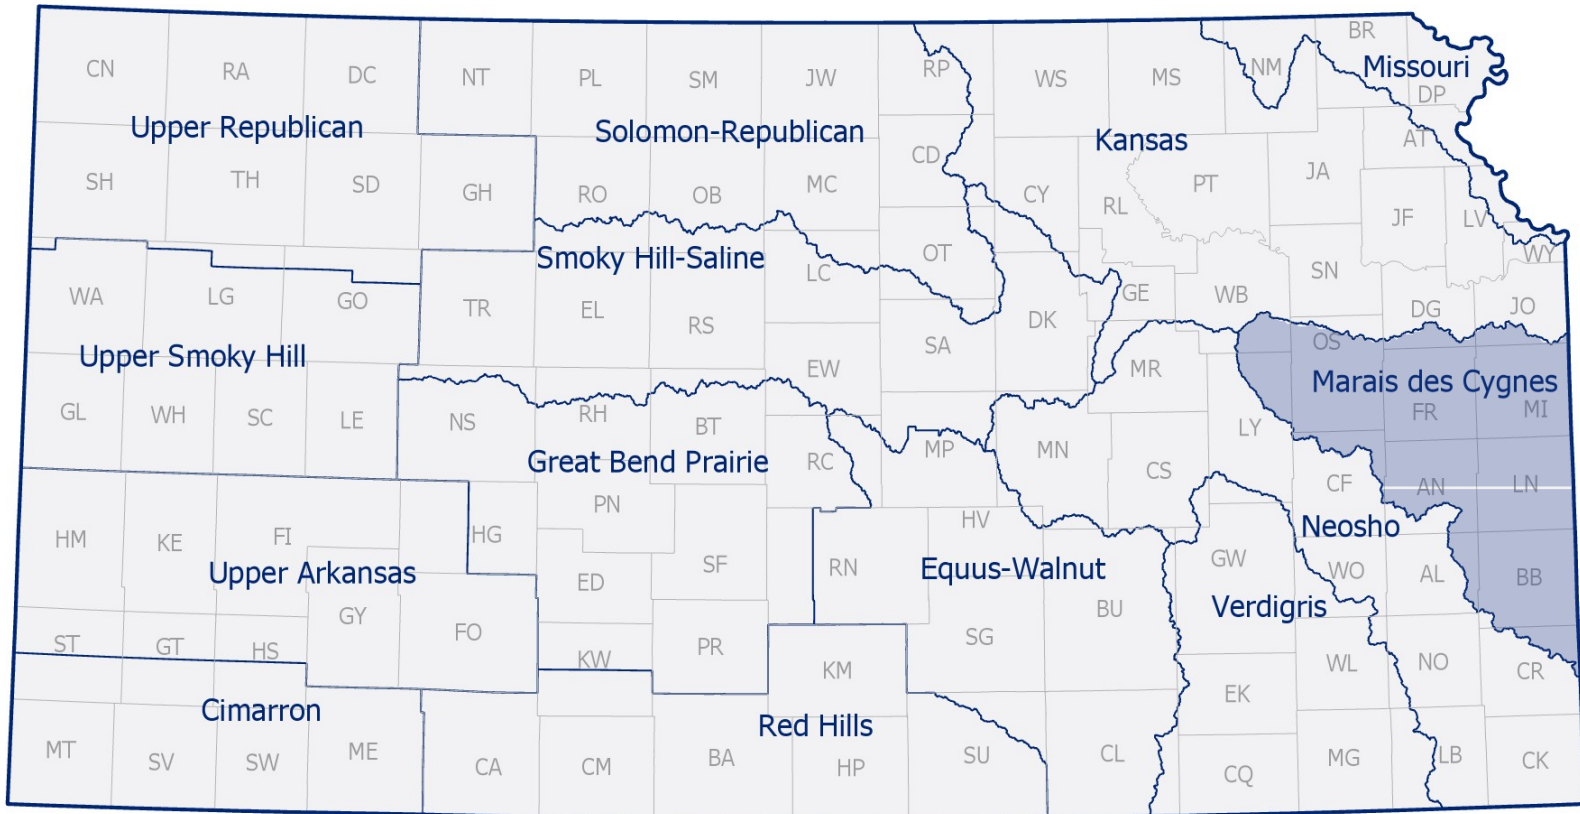 BR
CN RA DC NT PL SM JW RP WS MS NM Missouri
DP
Upper Republican Solomon-Republican Kansas AT
SH TH SD GH RO OB MC CD CY RL PT JA JF LV
WY
Smoky Hill-Saline
WA LG GO TR EL RS LC OT DK GE WB SN DG JO
Upper Smoky Hill SA OS
EW MR Marais des Cygnes
GL WH SC LE NS RH BT MP MN LY FR MI
Great Bend Prairie RC CS CF AN LN
PN HV Neosho
HM KE FI HG SF RN Equus-Walnut GW WO AL BB
Upper Arkansas ED BU Verdigris
ST GT HS GY FO KW PR KM SG WL NO CR
Cimarron Red Hills EK
MT SV SW ME CA CM BA HP SU CL CQ MG LB CK